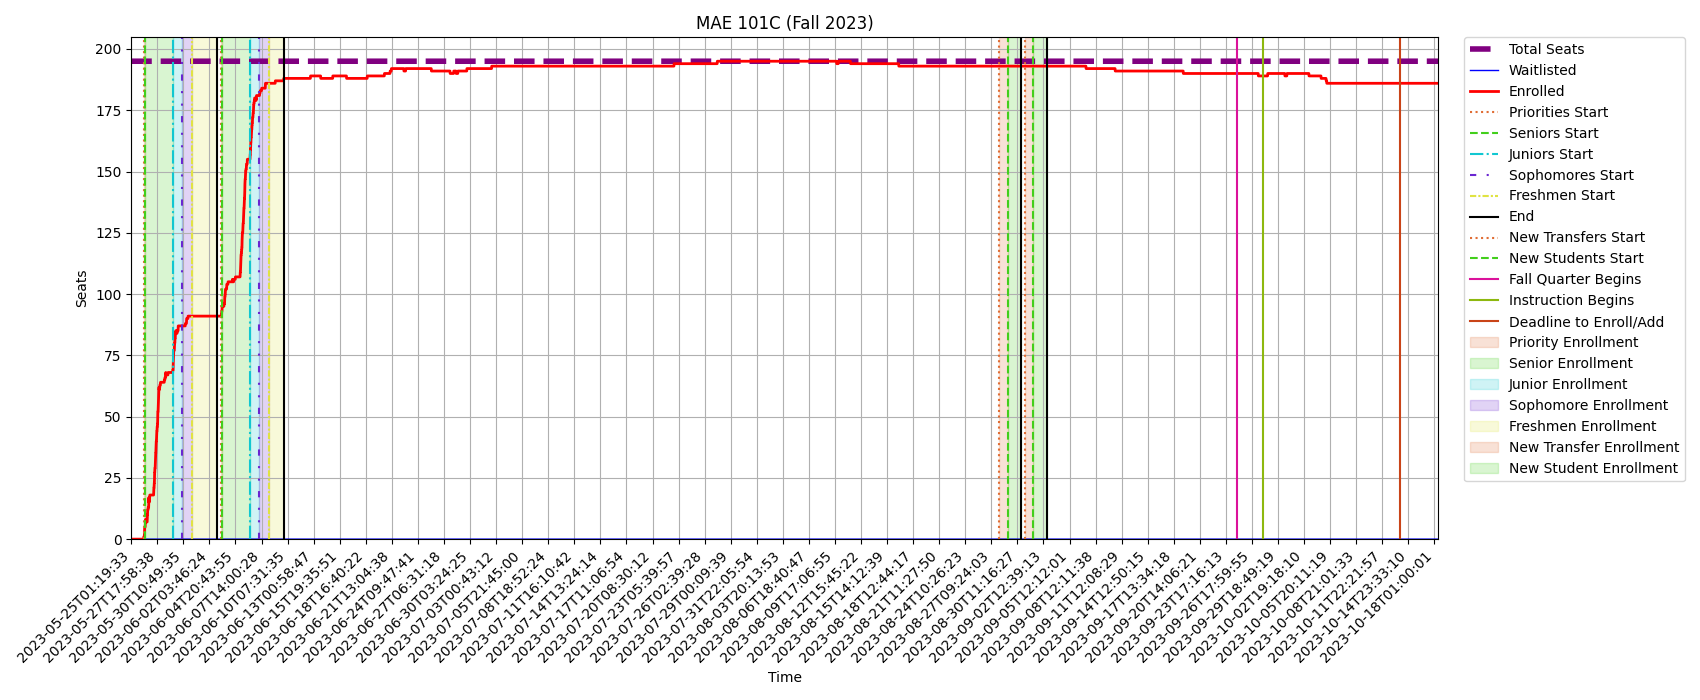 MAE 101C (Fall 2023)
Seats
200
175
150
125
100
75
50
25
0
2023-05-25T01:19:33
2023-05-27T17:58:38
2023-05-30T10:49:35
2023-06-02T03:46:24
2023-06-04T20:43:55
2023-06-07T14:00:28
2023-06-10T07:31:35
2023-06-13T00:58:47
2023-06-15T19:35:51
2023-06-18T16:40:22
2023-06-21T13:04:38
2023-06-24T09:47:41
2023-06-27T06:31:18
2023-06-30T03:24:25
2023-07-03T00:43:12
2023-07-05T21:45:00
2023-07-08T18:52:24
2023-07-11T16:10:42
2023-07-14T13:24:14
2023-07-17T11:06:54
2023-07-20T08:30:12
2023-07-23T05:39:57
2023-07-26T02:39:28
2023-07-29T00:09:39
2023-07-31T22:05:54
2023-08-03T20:13:53
2023-08-06T18:40:47
2023-08-09T17:06:55
2023-08-12T15:45:22
2023-08-15T14:12:39
2023-08-18T12:44:17
2023-08-21T11:27:50
2023-08-24T10:26:23
2023-08-27T09:24:03
2023-08-30T11:16:27
2023-09-02T12:39:13
2023-09-05T12:12:01
2023-09-08T12:11:38
2023-09-11T12:08:29
2023-09-14T12:50:15
2023-09-17T13:34:18
2023-09-20T14:06:21
2023-09-23T17:16:13
2023-09-26T17:59:55
2023-09-29T18:49:19
2023-10-02T19:18:10
2023-10-05T20:11:19
2023-10-08T21:01:33
2023-10-11T22:21:57
2023-10-14T23:33:10
2023-10-18T01:00:01
Time
Total Seats
Waitlisted
Enrolled
Priorities Start
Seniors Start
Juniors Start
Sophomores Start
Freshmen Start
End
New Transfers Start
New Students Start
Fall Quarter Begins
Instruction Begins
Deadline to Enroll/Add
Priority Enrollment
Senior Enrollment
Junior Enrollment
Sophomore Enrollment
Freshmen Enrollment
New Transfer Enrollment
New Student Enrollment